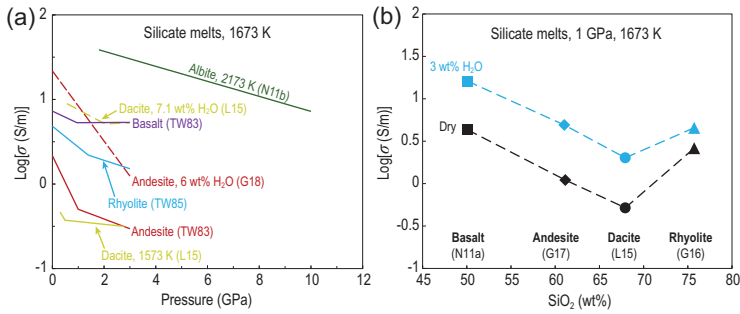 (a)
Silicate melts, 1673 K
Albite, 2173 K (N11b)
Dacite, 7.1 wt% H₂O (L15)
Basalt (TW83)
Andesite, 6 wt% H₂O (G18)
Rhyolite (TW85)
Andesite (TW83)
Dacite, 1573 K (L15)
Log[σ (S/m)]
2
1
0
-1
0 2 4 6 8 10 12
Pressure (GPa)
(b)
Silicate melts, 1 GPa, 1673 K
3 wt% H₂O
Dry
Basalt Andesite Dacite Rhyolite
(N11a) (G17) (L15) (G16)
Log[σ (S/m)]
2
1.5
1
0.5
0
-0.5
-1
45 50 55 60 65 70 75 80
SiO₂ (wt%)